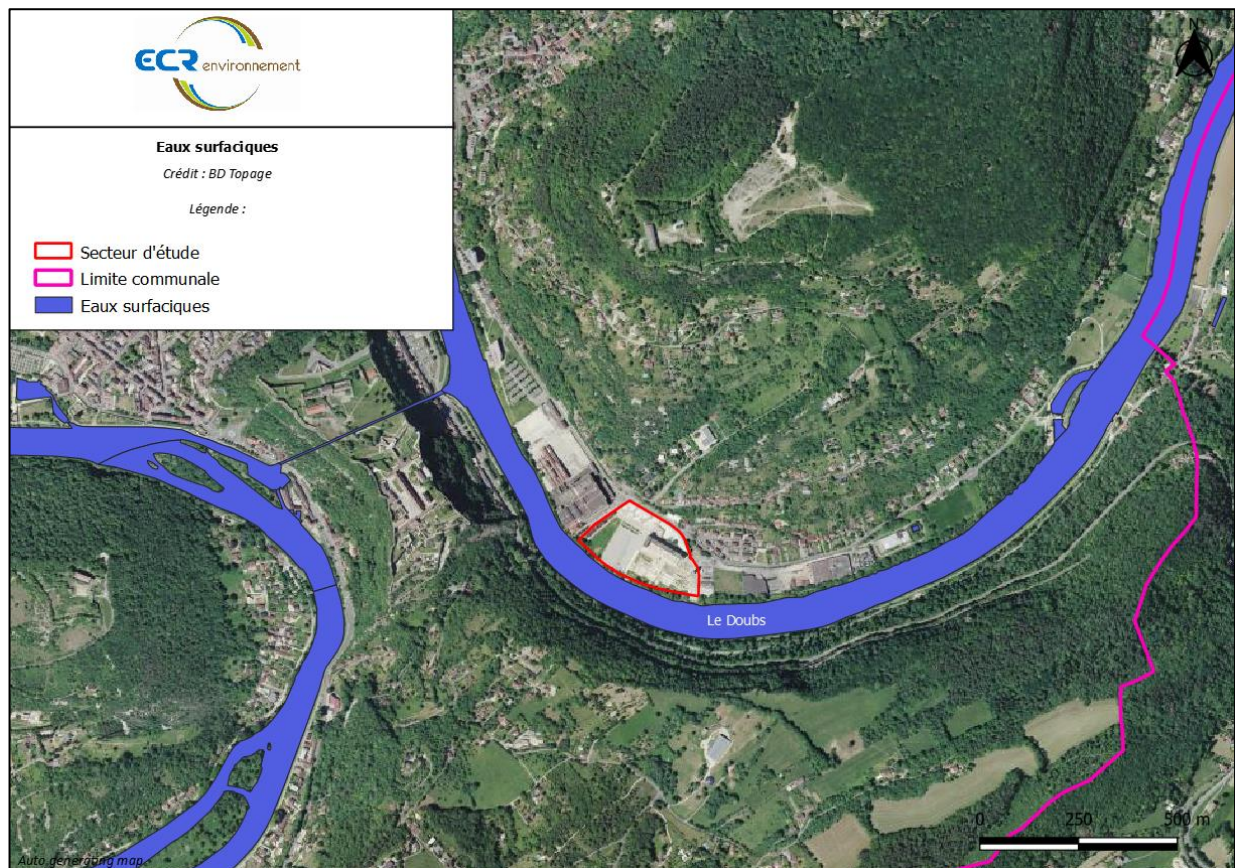 ECR environnement
Eaux surfaciques
Crédit : BD Topage
Légende :
Secteur d'étude
Limite communale
Eaux surfaciques
N
Le Doubs
0 250 500 m
Auto generating map